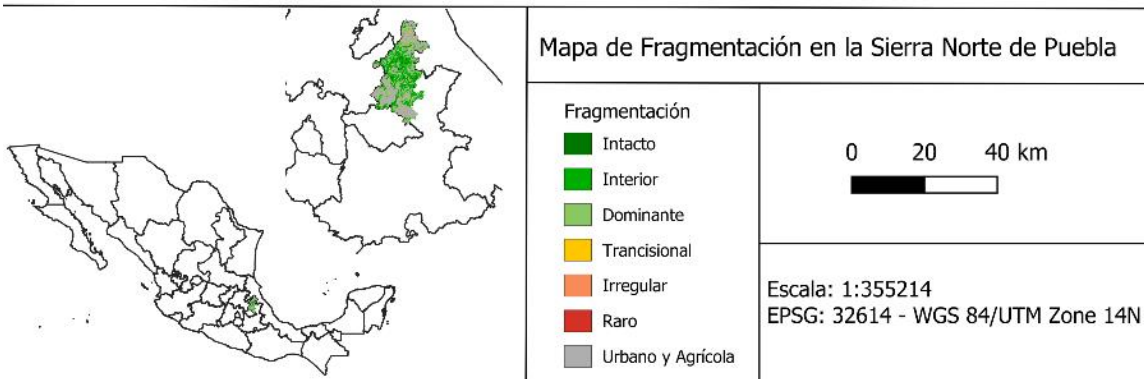 Mapa de Fragmentación en la Sierra Norte de Puebla
Fragmentación
Intacto
Interior
Dominante
Trancisional
Irregular
Raro
Urbano y Agrícola
0 20 40 km
Escala: 1:355214
EPSG: 32614 - WGS 84/UTM Zone 14N